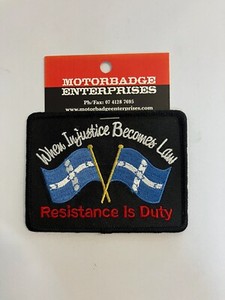 MOTORBADGE
ENTERPRISES
Ph/Fax: 07 4128 7695
www.motorbadgeenterprises.com
When Injustice Becomes Law
Resistance is Duty